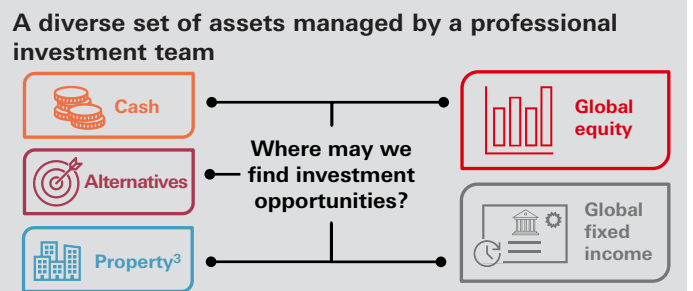 A diverse set of assets managed by a professional
investment team
Cash
Alternatives
Property³
Where may we
find investment
opportunities?
Global
equity
Global
fixed
income